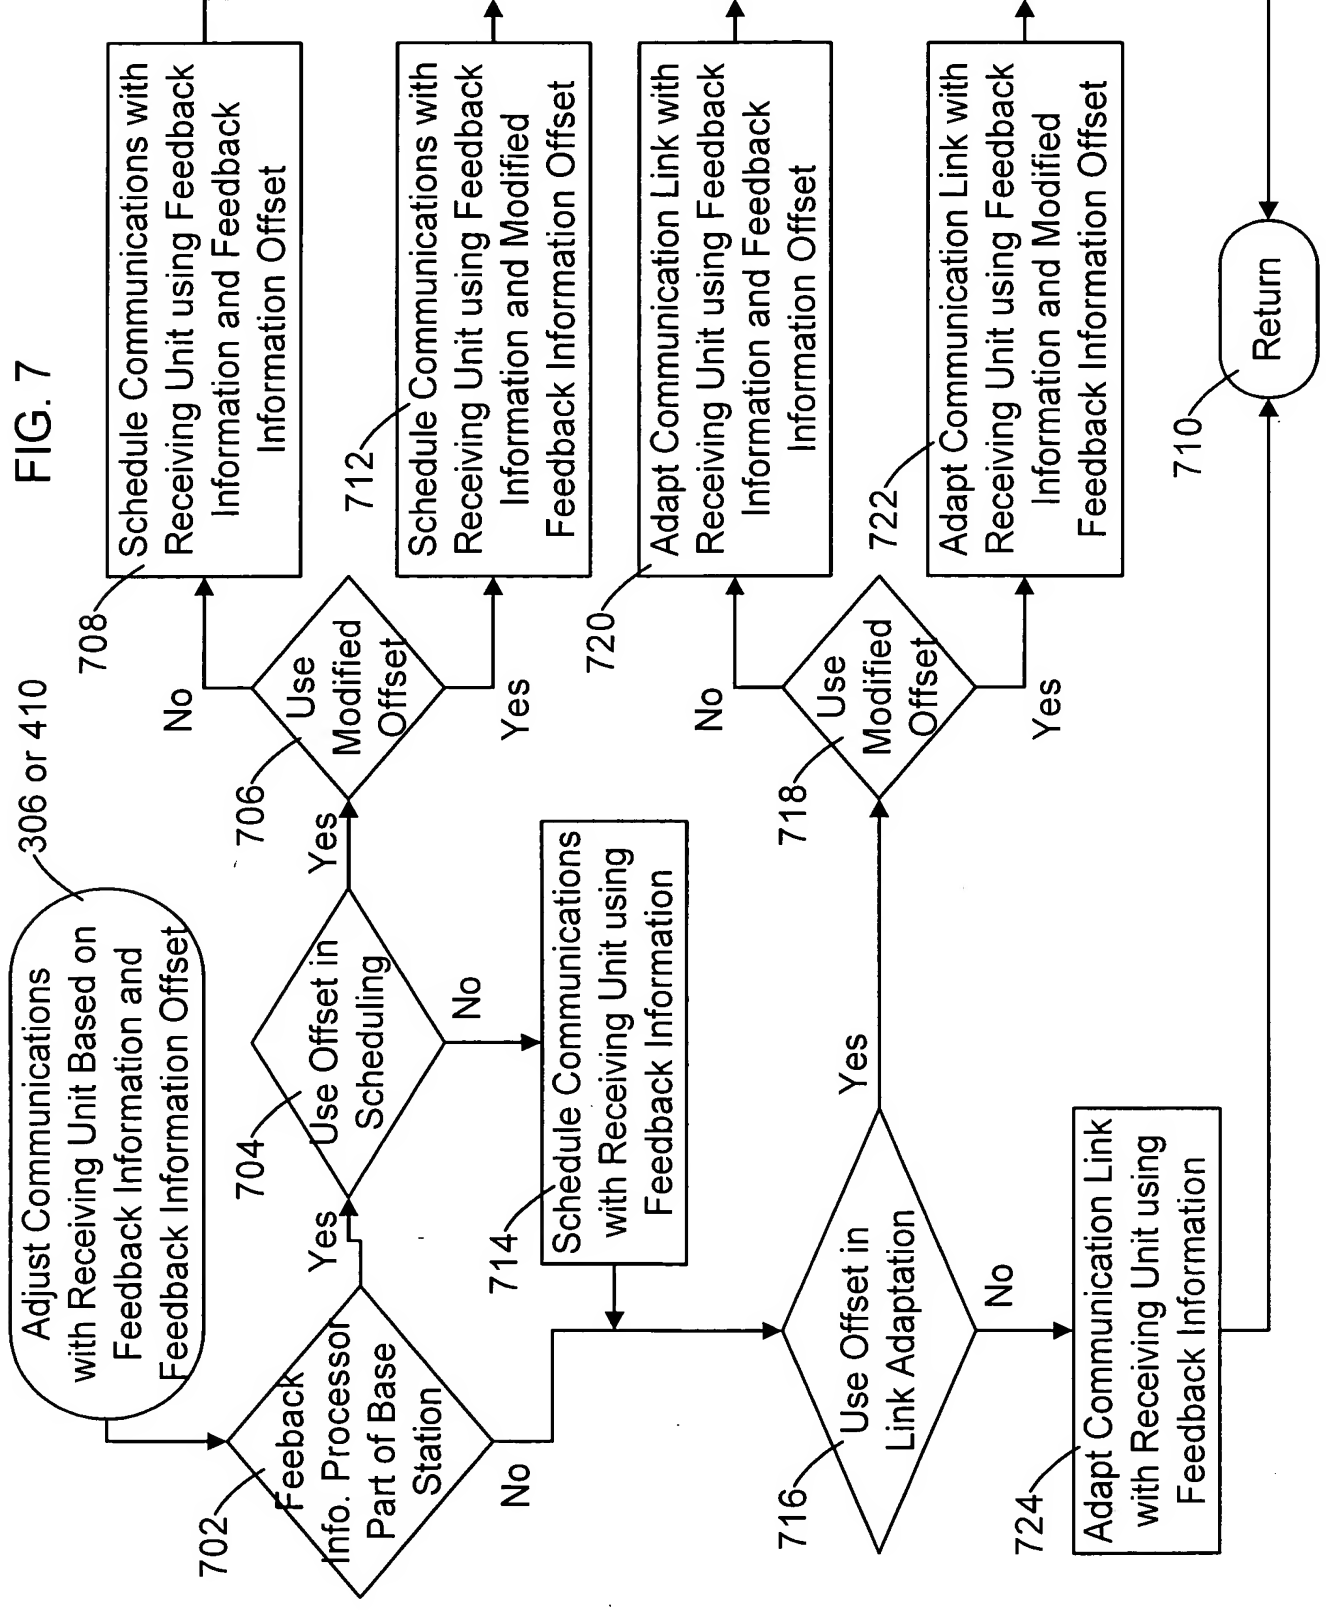 FIG. 7
306 or 410
Adjust Communications
with Receiving Unit Based on
Feedback Information and
Feedback Information Offset
702
Feeback
Info. Processor
Part of Base
Station
Yes
No
704
Use Offset in
Scheduling
Yes
No
706
Use
Modified
Offset
No
Yes
708
Schedule Communications with
Receiving Unit using Feedback
Information and Feedback
Information Offset
712
Schedule Communications with
Receiving Unit using Feedback
Information and Modified
Feedback Information Offset
714
Schedule Communications
with Receiving Unit using
Feedback Information
716
Use Offset in
Link Adaptation
Yes
No
718
Use
Modified
Offset
No
Yes
720
Adapt Communication Link with
Receiving Unit using Feedback
Information and Feedback
Information Offset
722
Adapt Communication Link with
Receiving Unit using Feedback
Information and Modified
Feedback Information Offset
724
Adapt Communication Link
with Receiving Unit using
Feedback Information
710
Return